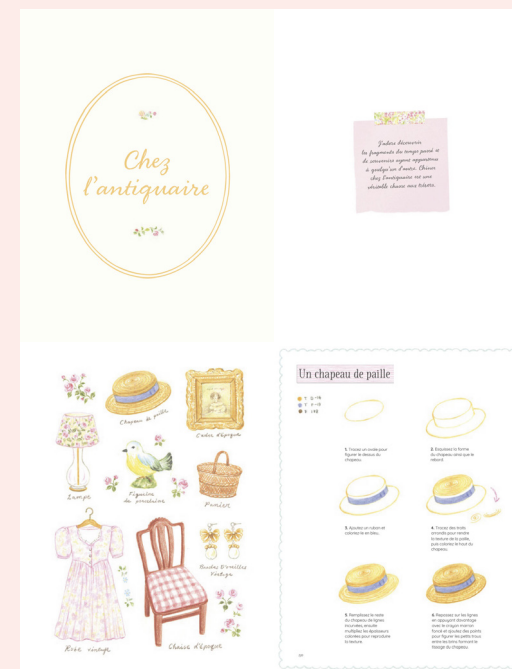 Chez
l'antiquaire
J'adore découvrir
les fragments du temps passé et
de souvenirs ayant appartenu
à quelqu'un d'autre. Chiner
chez l'antiquaire est une
véritable chasse aux trésors.
Chapeau de paille
Cadre d'époque
Lampe
Figurine
de porcelaine
Panier
Boucles d'oreilles
vintage
Robe vintage
Chaise d'époque
Un chapeau de paille
1. Tracez un ovale pour
figurer le dessus du
chapeau.
2. Esquissez la forme
du chapeau ainsi que le
rebord.
3. Ajoutez un ruban et
coloriez-le en bleu.
4. Tracez des traits
arrondis pour rendre
la texture de la paille,
puis coloriez le haut du
chapeau.
5. Remplissez le reste
du chapeau de lignes
incurvées, ensuite
multipliez les épaisseurs
colorées pour reproduire
la texture.
6. Repassez sur les lignes
en appuyant davantage
avec le crayon marron
foncé et ajoutez des points
pour figurer les petits trous
entre les brins formant le
tissage du chapeau.